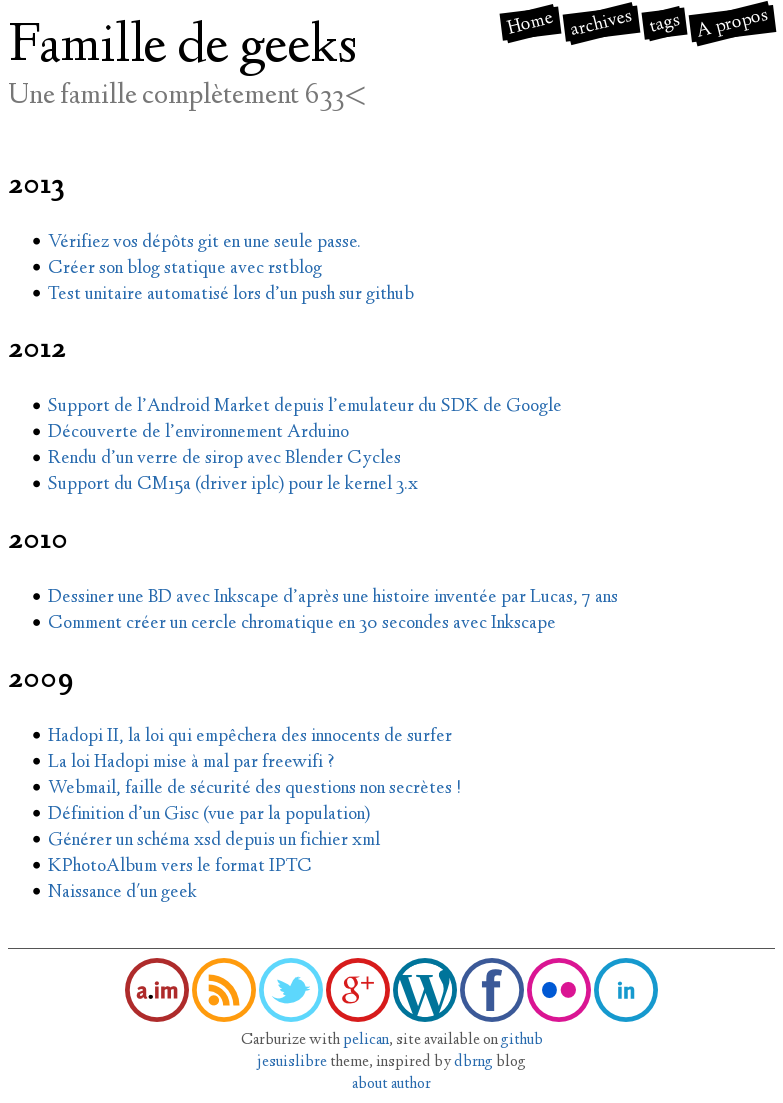 Famille de geeks
Home archives tags A propos
Une famille complètement 633<
2013
Vérifiez vos dépôts git en une seule passe.
Créer son blog statique avec rstblog
Test unitaire automatisé lors d’un push sur github
2012
Support de l’Android Market depuis l’emulateur du SDK de Google
Découverte de l’environnement Arduino
Rendu d’un verre de sirop avec Blender Cycles
Support du CM15a (driver iplc) pour le kernel 3.x
2010
Dessiner une BD avec Inkscape d’après une histoire inventée par Lucas, 7 ans
Comment créer un cercle chromatique en 30 secondes avec Inkscape
2009
Hadopi II, la loi qui empêchera des innocents de surfer
La loi Hadopi mise à mal par freewifi ?
Webmail, faille de sécurité des questions non secrètes !
Définition d’un Gisc (vue par la population)
Générer un schéma xsd depuis un fichier xml
KPhotoAlbum vers le format IPTC
Naissance d'un geek
a.im g+ W f in
Carburize with pelican, site available on github
jesuislibre theme, inspired by dbrng blog
about author